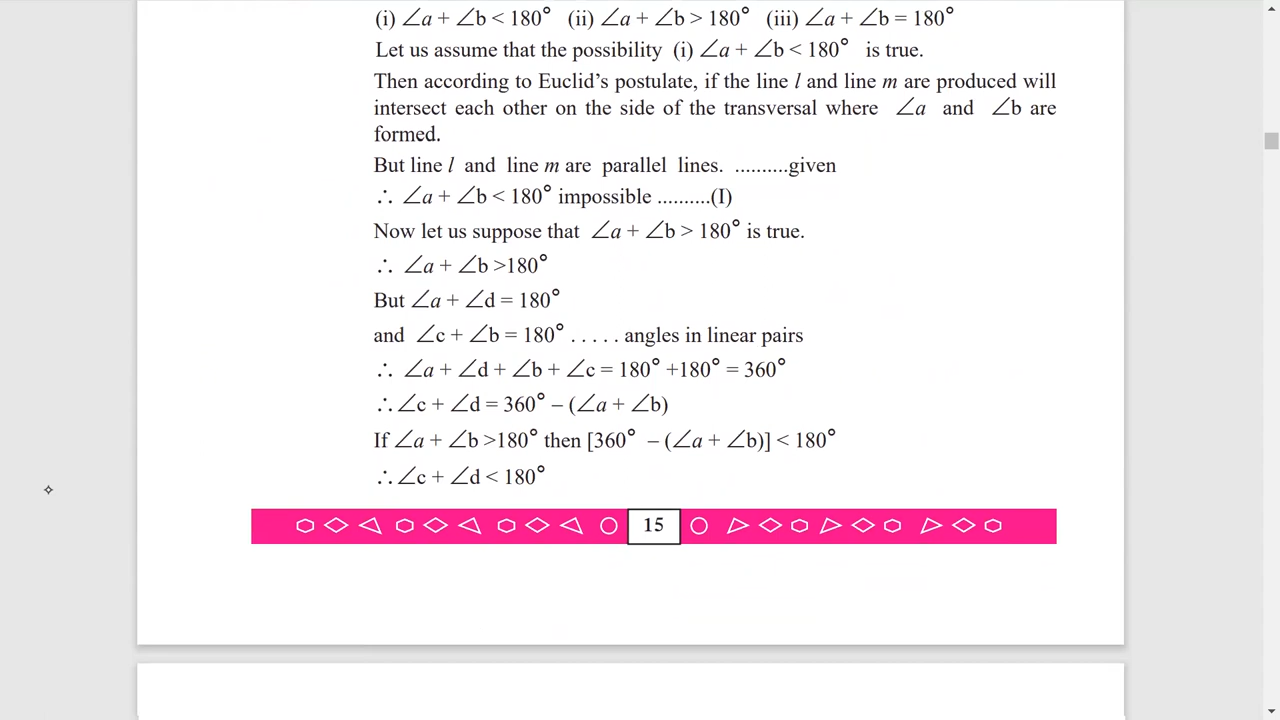 (i) ∠a + ∠b < 180° (ii) ∠a + ∠b > 180° (iii) ∠a + ∠b = 180°
Let us assume that the possibility (i) ∠a + ∠b < 180° is true.
Then according to Euclid’s postulate, if the line l and line m are produced will
intersect each other on the side of the transversal where ∠a and ∠b are
formed.
But line l and line m are parallel lines. ..........given
∴ ∠a + ∠b < 180° impossible ..........(I)
Now let us suppose that ∠a + ∠b > 180° is true.
∴ ∠a + ∠b >180°
But ∠a + ∠d = 180°
and ∠c + ∠b = 180° . . . . . angles in linear pairs
∴ ∠a + ∠d + ∠b + ∠c = 180° +180° = 360°
∴∠c + ∠d = 360° – (∠a + ∠b)
If ∠a + ∠b >180° then [360° – (∠a + ∠b)] < 180°
∴∠c + ∠d < 180°
15